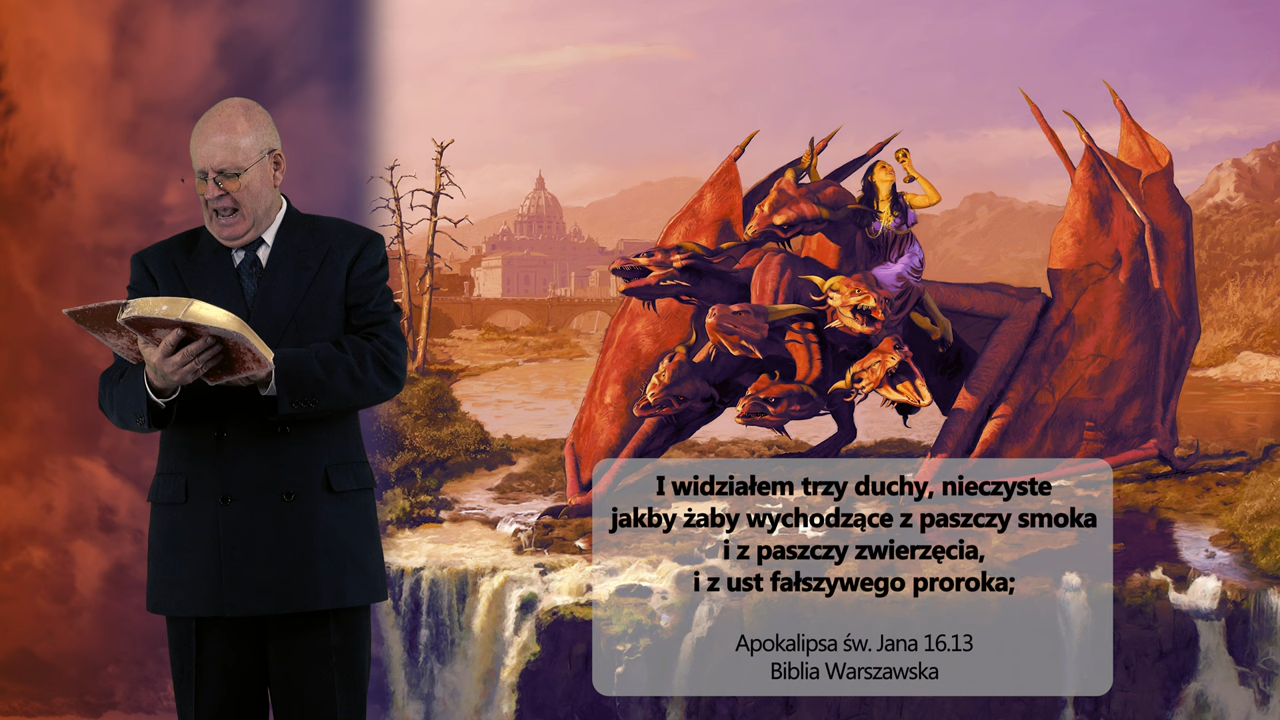 I widziałem trzy duchy, nieczyste
jakby żaby wychodzące z paszczy smoka
i z paszczy zwierzęcia,
i z ust fałszywego proroka;
Apokalipsa św. Jana 16.13
Biblia Warszawska